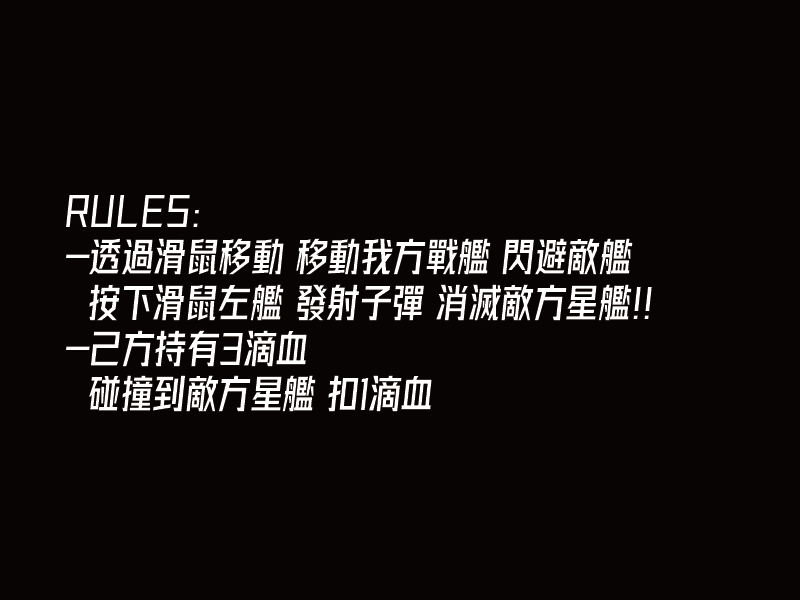 RULES:
-透過滑鼠移動 移動我方戰艦 閃避敵艦
按下滑鼠左艦 發射子彈 消滅敵方星艦!!
-己方持有3滴血
碰撞到敵方星艦 扣1滴血